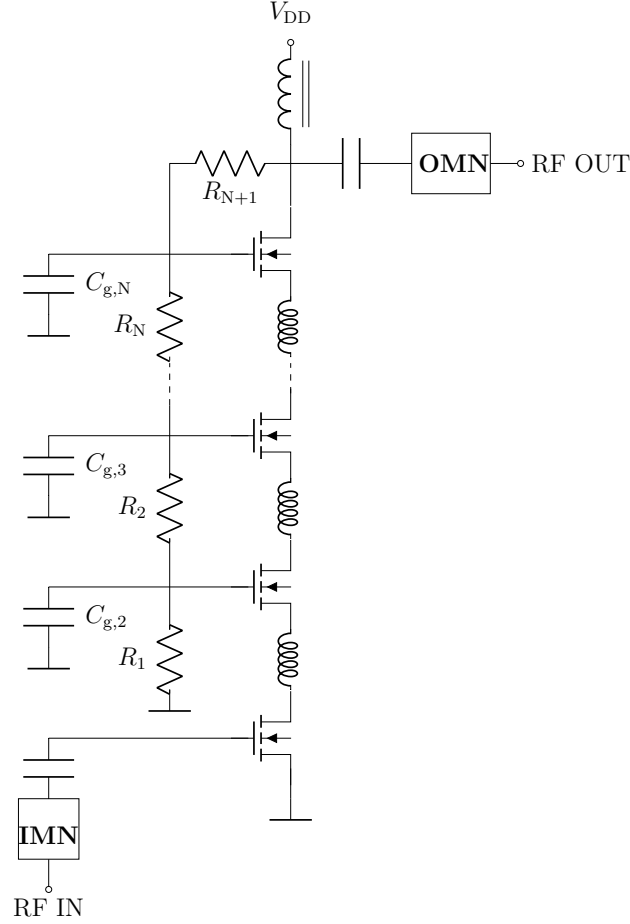 V_DD
R_N+1
OMN
RF OUT
C_g,N
R_N
C_g,3
R_2
C_g,2
R_1
IMN
RF IN